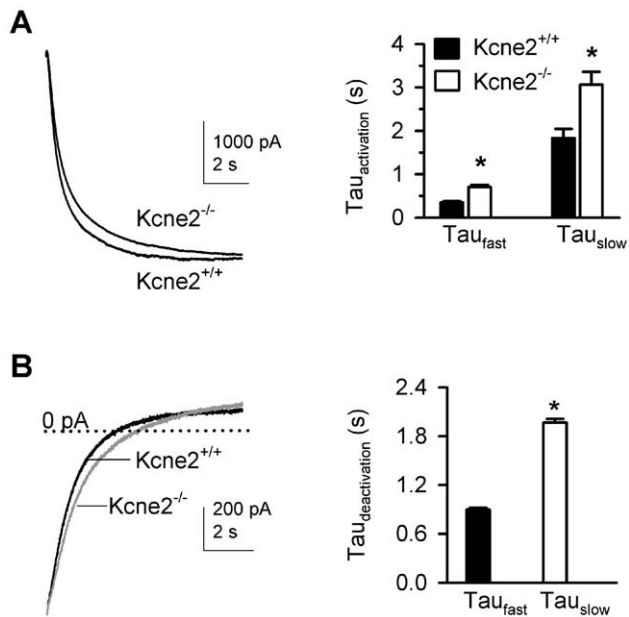 A
1000 pA
2 s
Kcne2-/-
Kcne2+/+
Tauactivation (s)
4
3
2
1
0
Kcne2+/+
Kcne2-/-
*
*
Taufast
Tauslow
B
0 pA
Kcne2+/+
Kcne2-/-
200 pA
2 s
Taudeactivation (s)
2.4
1.8
1.2
0.6
0.0
*
Taufast
Tauslow